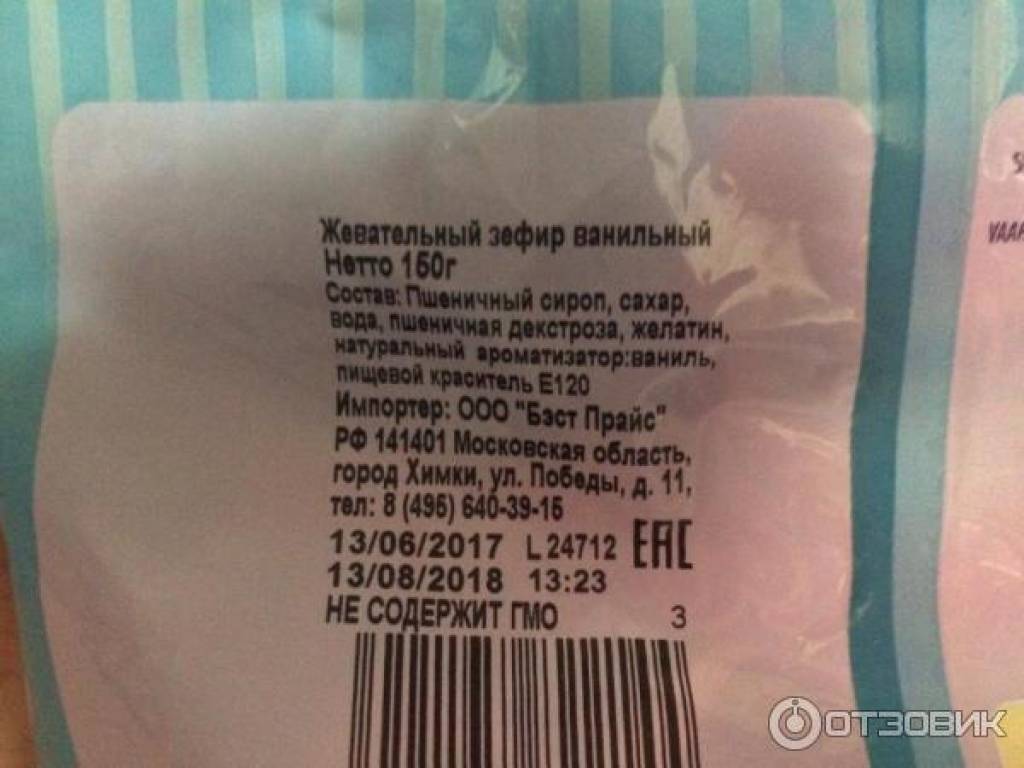 Жевательный зефир ванильный
Нетто 150г
Состав: Пшеничный сироп, сахар,
вода, пшеничная декстроза, желатин,
натуральный ароматизатор:ваниль,
пищевой краситель Е120
Импортер: ООО "Бэст Прайс"
РФ 141401 Московская область,
город Химки, ул. Победы, д. 11,
тел: 8 (495) 640-39-15
13/06/2017 L 24712 EAC
13/08/2018 13:23
НЕ СОДЕРЖИТ ГМО 3
ОТЗОВИК